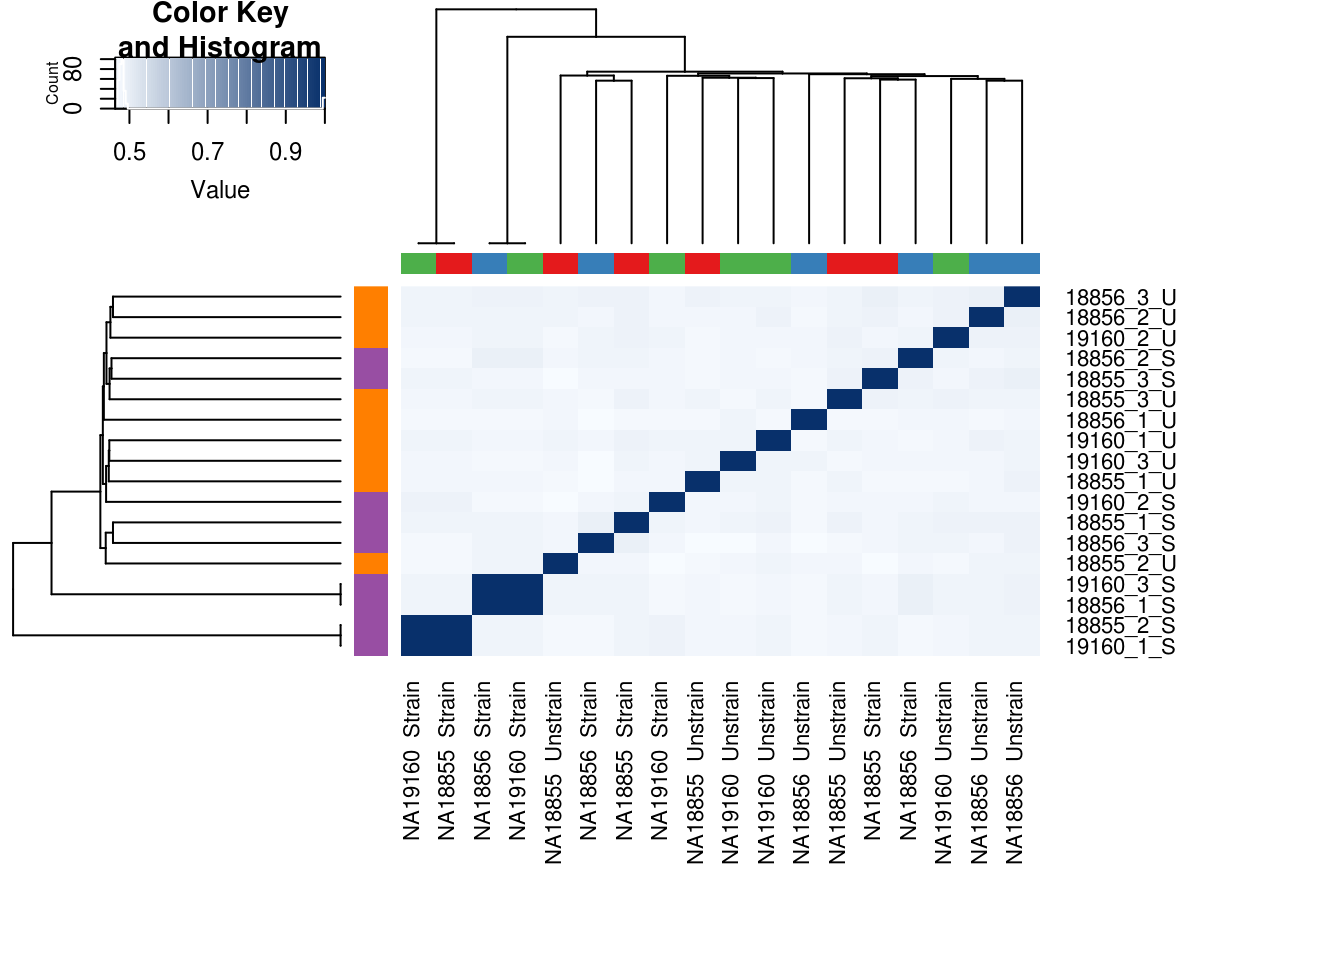 Color Key
and Histogram
Count
0 80
0.5 0.7 0.9
Value
18856_3_U
18856_2_U
19160_2_U
18856_2_S
18855_3_S
18855_3_U
18856_1_U
19160_1_U
19160_3_U
18855_1_U
19160_2_S
18855_1_S
18856_3_S
18855_2_U
19160_3_S
18856_1_S
18855_2_S
19160_1_S
NA19160 Strain
NA18855 Strain
NA18856 Strain
NA19160 Strain
NA18855 Unstrain
NA18856 Strain
NA18855 Strain
NA19160 Strain
NA18855 Unstrain
NA19160 Unstrain
NA19160 Unstrain
NA18856 Unstrain
NA18855 Unstrain
NA18855 Strain
NA18856 Strain
NA19160 Unstrain
NA18856 Unstrain
NA18856 Unstrain